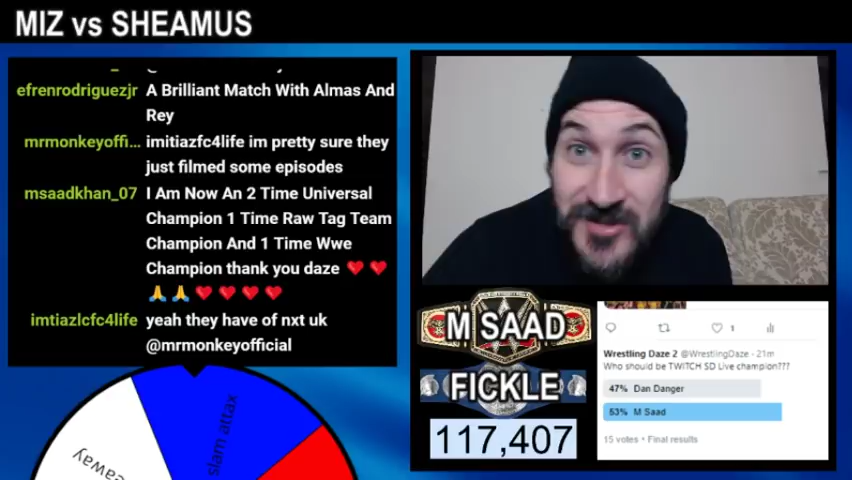 MIZ vs SHEAMUS
efrenrodriguezjr A Brilliant Match With Almas And
Rey
mrmonkeyoffi... imitiazfc4life im pretty sure they
just filmed some episodes
msaadkhan_07 I Am Now An 2 Time Universal
Champion 1 Time Raw Tag Team
Champion And 1 Time Wwe
Champion thank you daze ❤️❤️
🙏🙏❤️❤️❤️❤️
imtiazlcfc4life yeah they have of nxt uk
@mrmonkeyofficial
slam attax
eaway
M SAAD
FICKLE
117,407
1
Wrestling Daze 2 @WrestlingDaze · 21m
Who should be TWiTCH SD Live champion???
47% Dan Danger
53% M Saad
15 votes · Final results